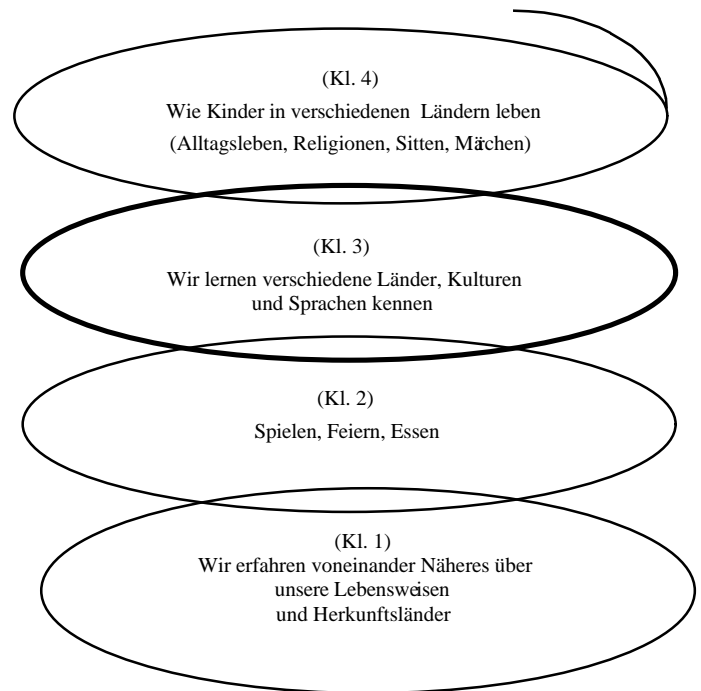 (Kl. 4)
Wie Kinder in verschiedenen Ländern leben
(Alltagsleben, Religionen, Sitten, Märchen)
(Kl. 3)
Wir lernen verschiedene Länder, Kulturen
und Sprachen kennen
(Kl. 2)
Spielen, Feiern, Essen
(Kl. 1)
Wir erfahren voneinander Näheres über
unsere Lebensweisen
und Herkunftsländer